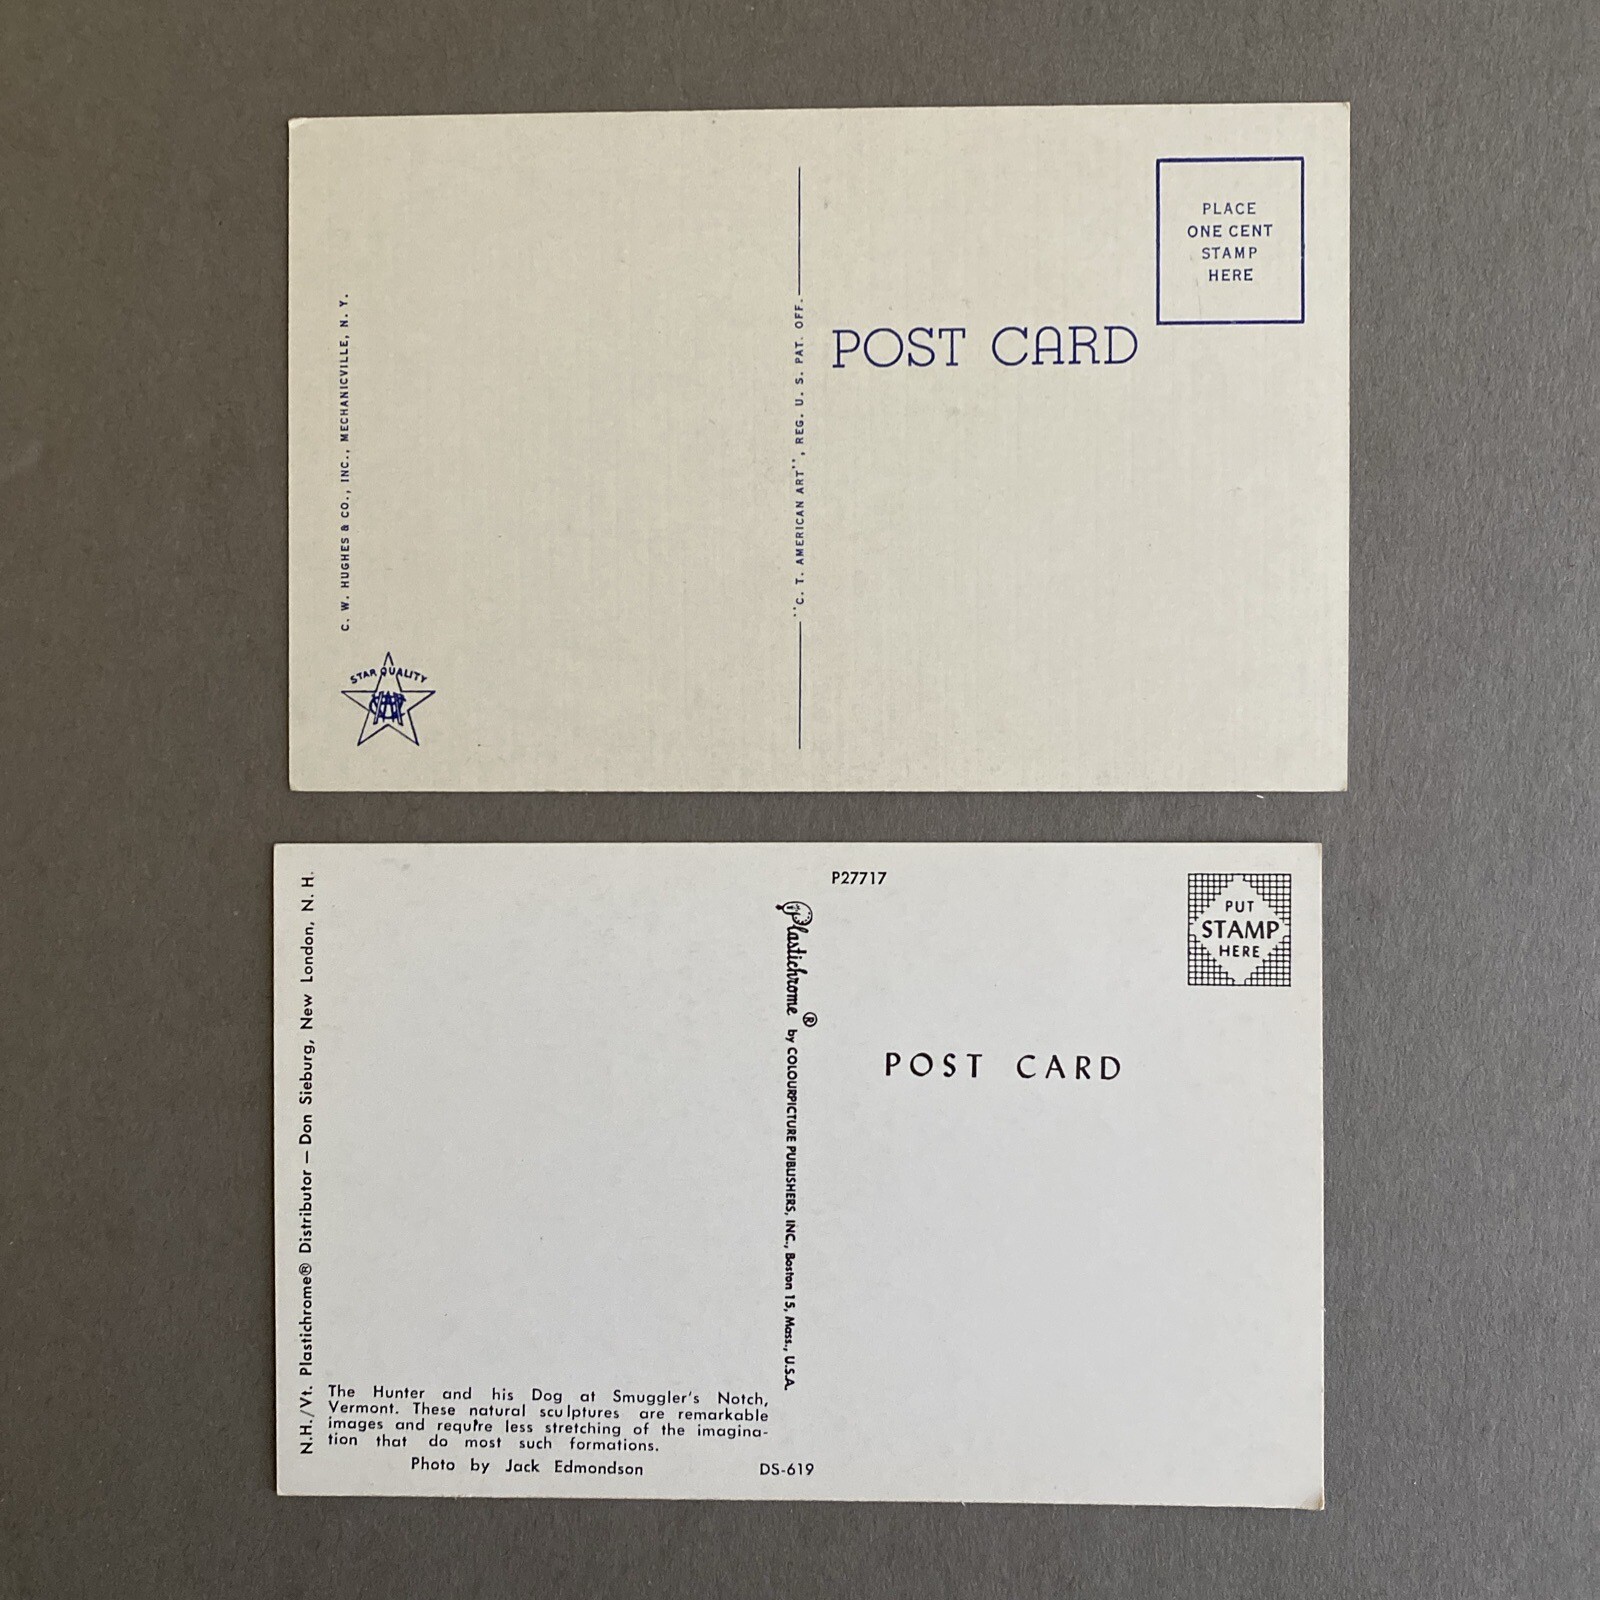 PLACE
ONE CENT
STAMP
HERE
POST CARD
C. W. HUGHES & CO., INC., MECHANICVILLE, N. Y.
"C. T. AMERICAN ART", REG. U. S. PAT. OFF.
STAR QUALITY
P27717
PUT
STAMP
HERE
POST CARD
Plastichrome ® by COLOURPICTURE PUBLISHERS, INC., Boston 15, Mass., U.S.A.
N.H./Vt. Plastichrome® Distributor — Don Sieburg, New London, N. H.
The Hunter and his Dog at Smuggler's Notch,
Vermont. These natural sculptures are remarkable
images and require less stretching of the imagina-
tion that do most such formations.
Photo by Jack Edmondson
DS-619